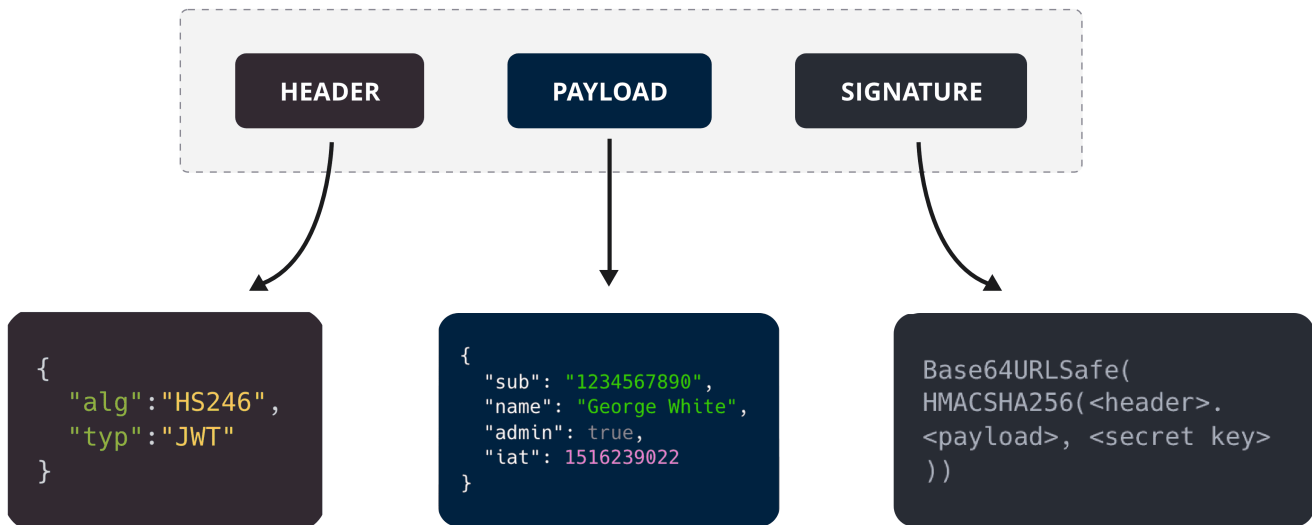 HEADER
PAYLOAD
SIGNATURE
{
"alg":"HS246",
"typ":"JWT"
}
{
"sub": "1234567890",
"name": "George White",
"admin": true,
"iat": 1516239022
}
Base64URLSafe(
HMACSHA256(<header>.
<payload>, <secret key>
))